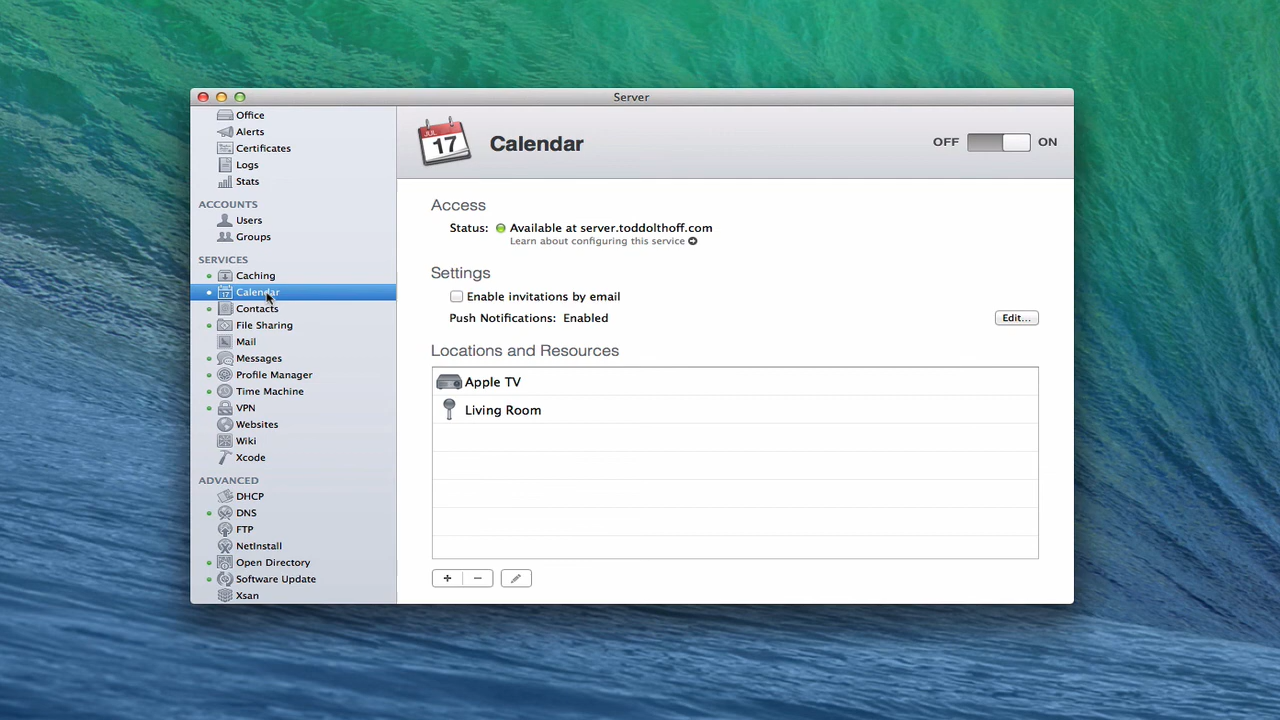 Server
Office
Alerts
Certificates
Logs
Stats
ACCOUNTS
Users
Groups
SERVICES
Caching
Calendar
Contacts
File Sharing
Mail
Messages
Profile Manager
Time Machine
VPN
Websites
Wiki
Xcode
ADVANCED
DHCP
DNS
FTP
NetInstall
Open Directory
Software Update
Xsan
JUL
17
Calendar
OFF ON
Access
Status: Available at server.toddolthoff.com
Learn about configuring this service
Settings
Enable invitations by email
Push Notifications: Enabled
Edit...
Locations and Resources
Apple TV
Living Room